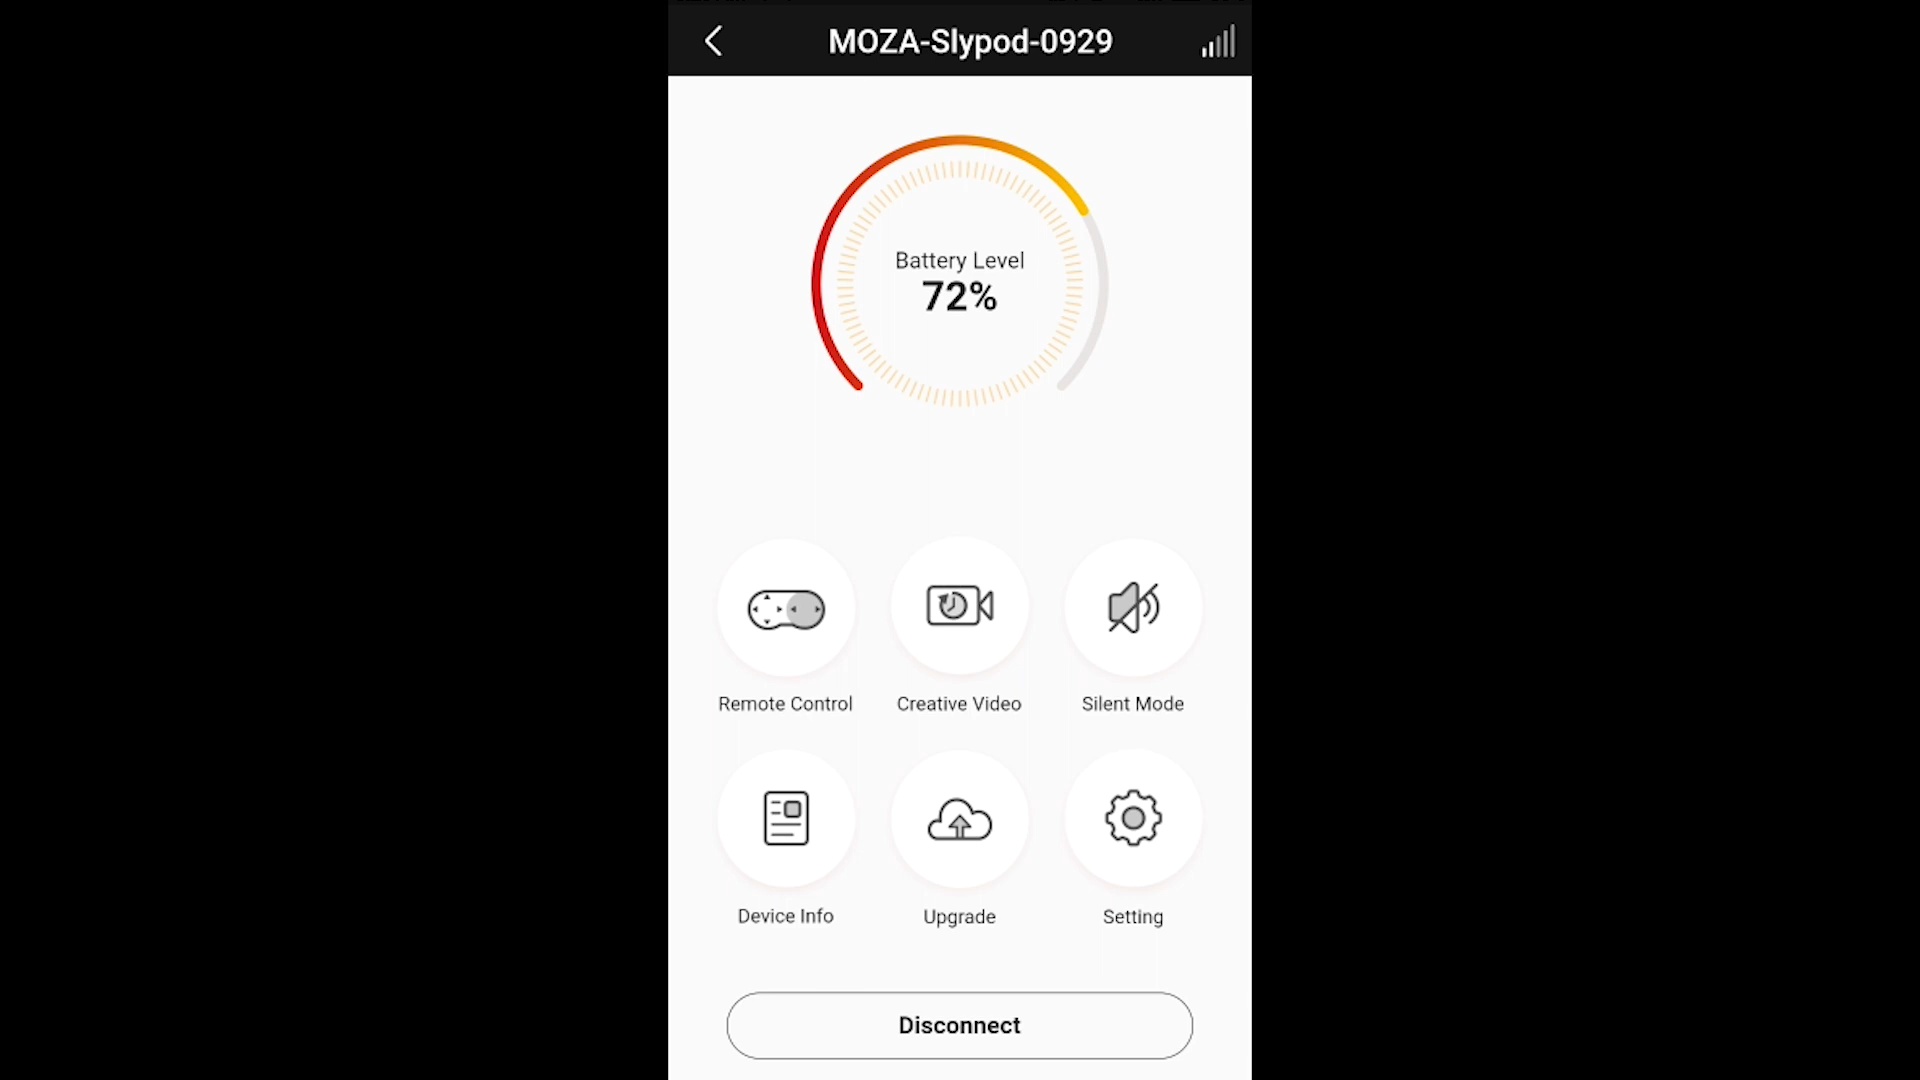 MOZA-Slypod-0929
Battery Level
72%
Remote Control
Creative Video
Silent Mode
Device Info
Upgrade
Setting
Disconnect